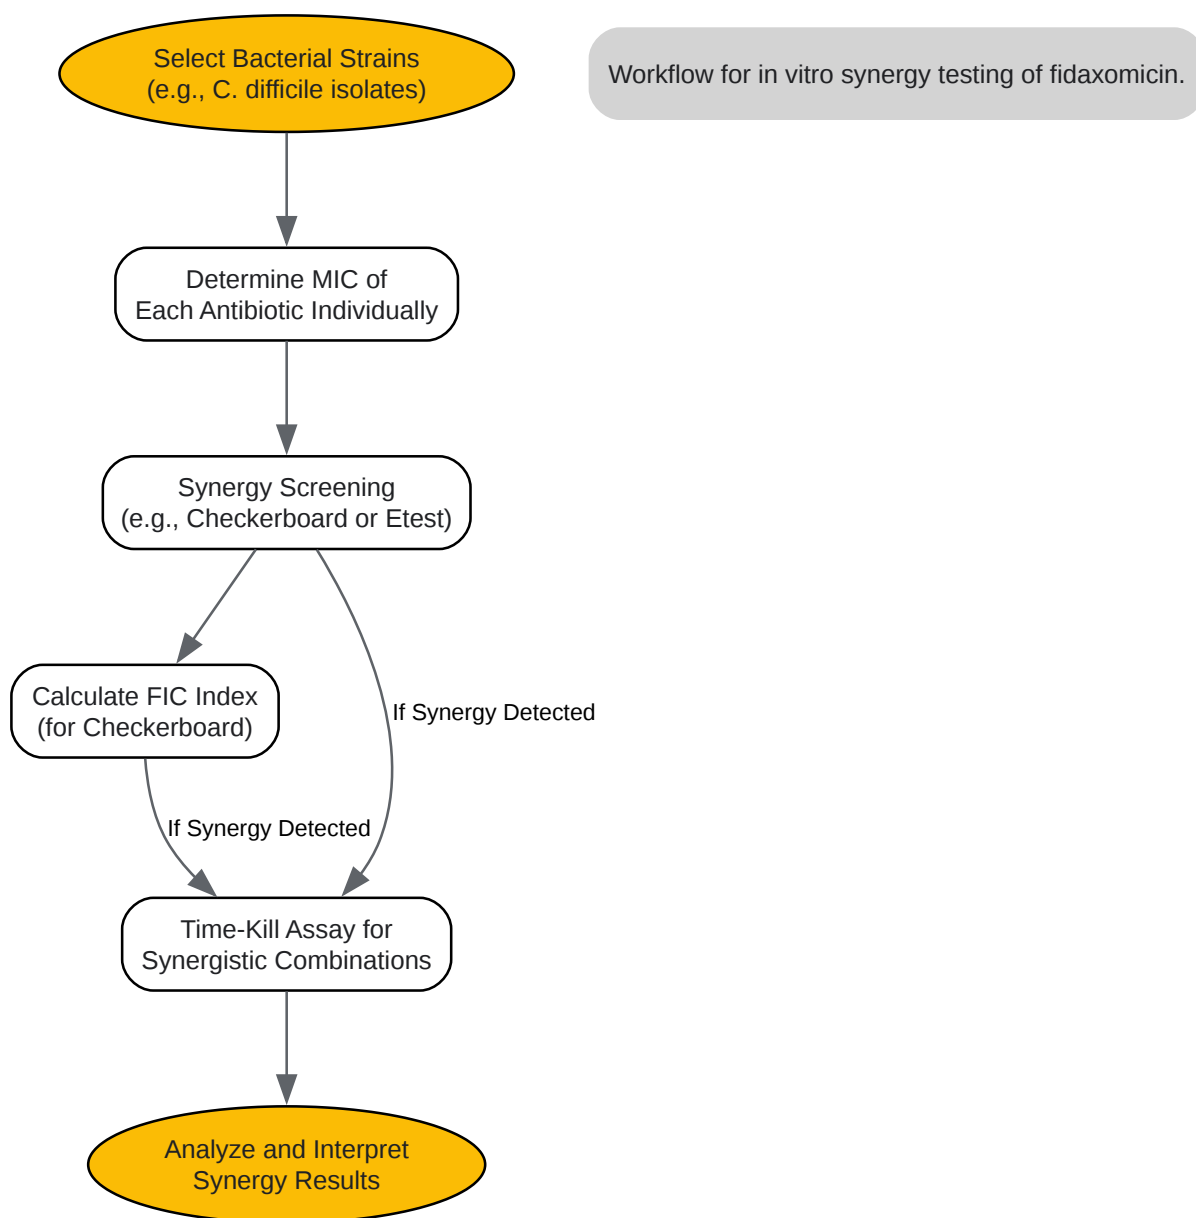 Select Bacterial Strains
(e.g., C. difficile isolates)
Workflow for in vitro synergy testing of fidaxomicin.
Determine MIC of
Each Antibiotic Individually
Synergy Screening
(e.g., Checkerboard or Etest)
Calculate FIC Index
(for Checkerboard)
If Synergy Detected
If Synergy Detected
Time-Kill Assay for
Synergistic Combinations
Analyze and Interpret
Synergy Results